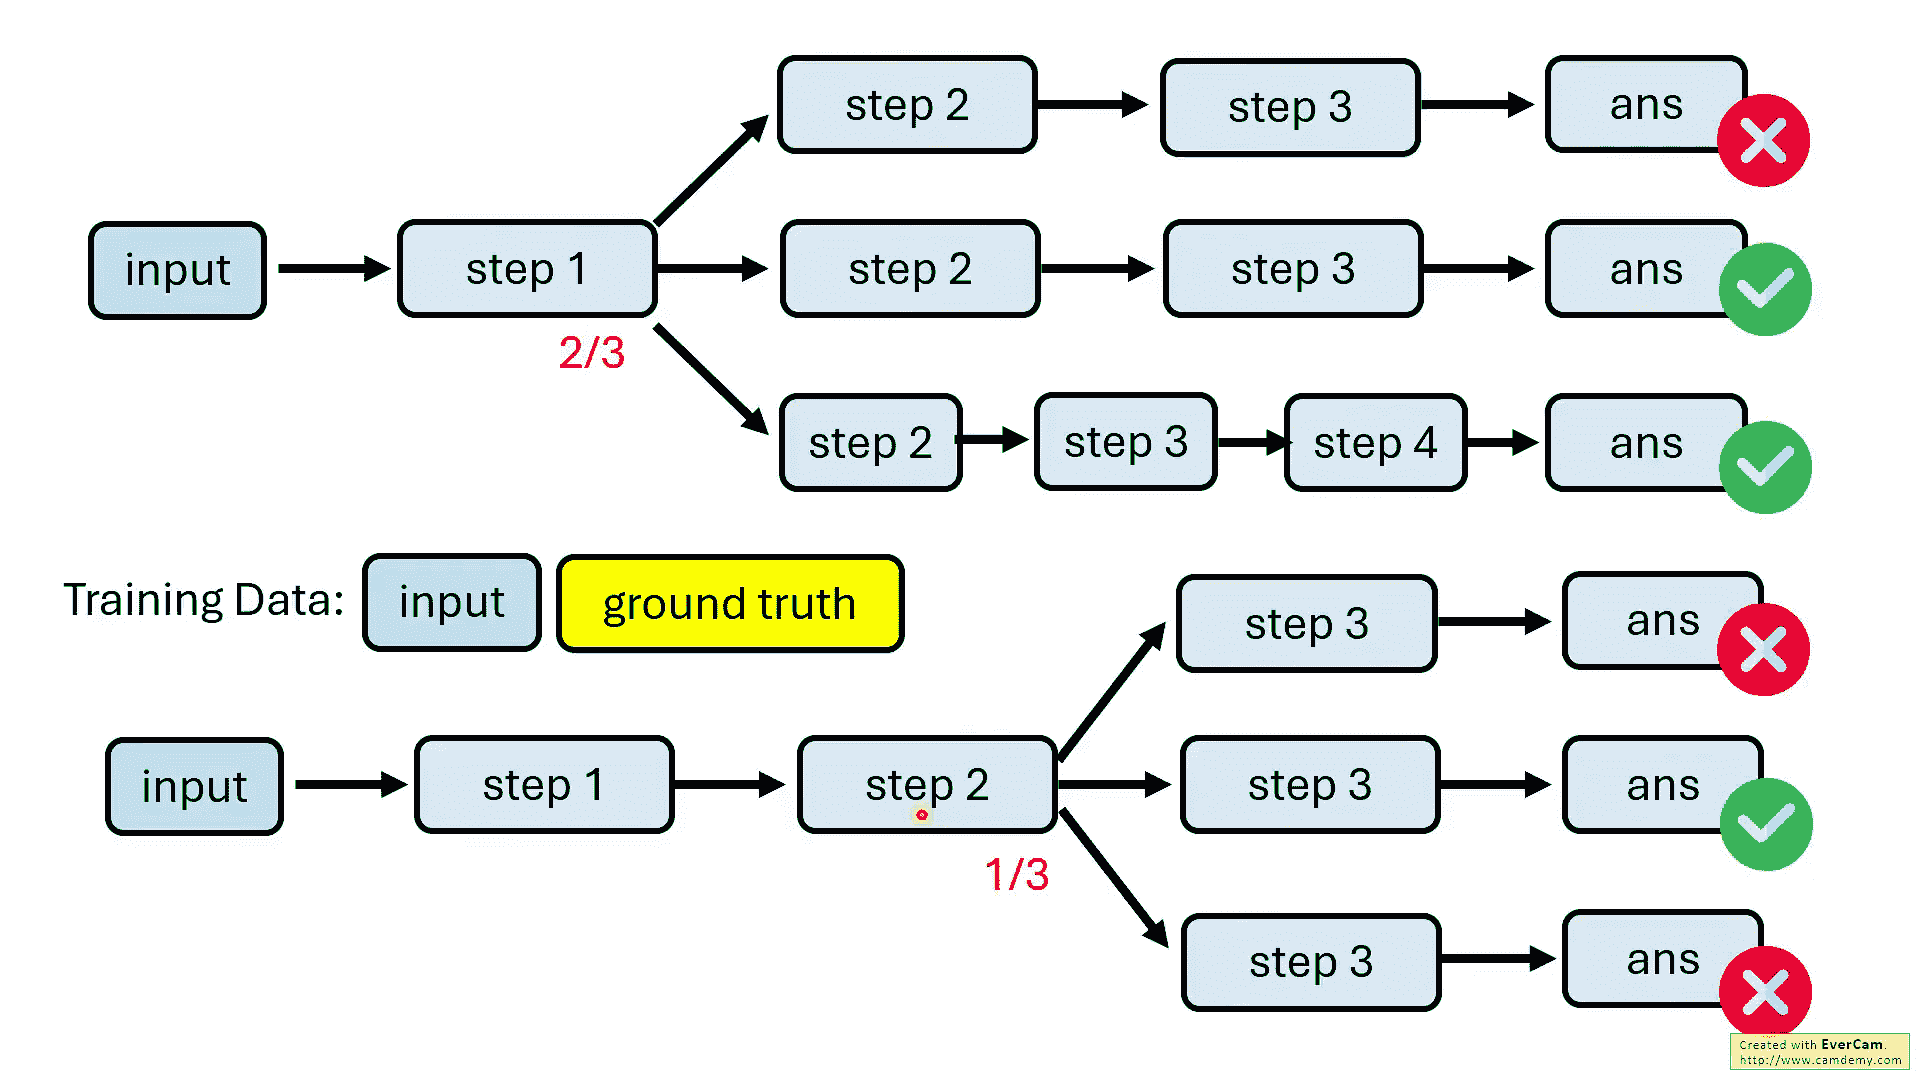 step 2
step 3
ans
input
step 1
step 2
step 3
ans
2/3
step 2
step 3
step 4
ans
Training Data:
input
ground truth
step 3
ans
input
step 1
step 2
step 3
ans
1/3
step 3
ans
Created with EverCam.
http://www.camdemy.com